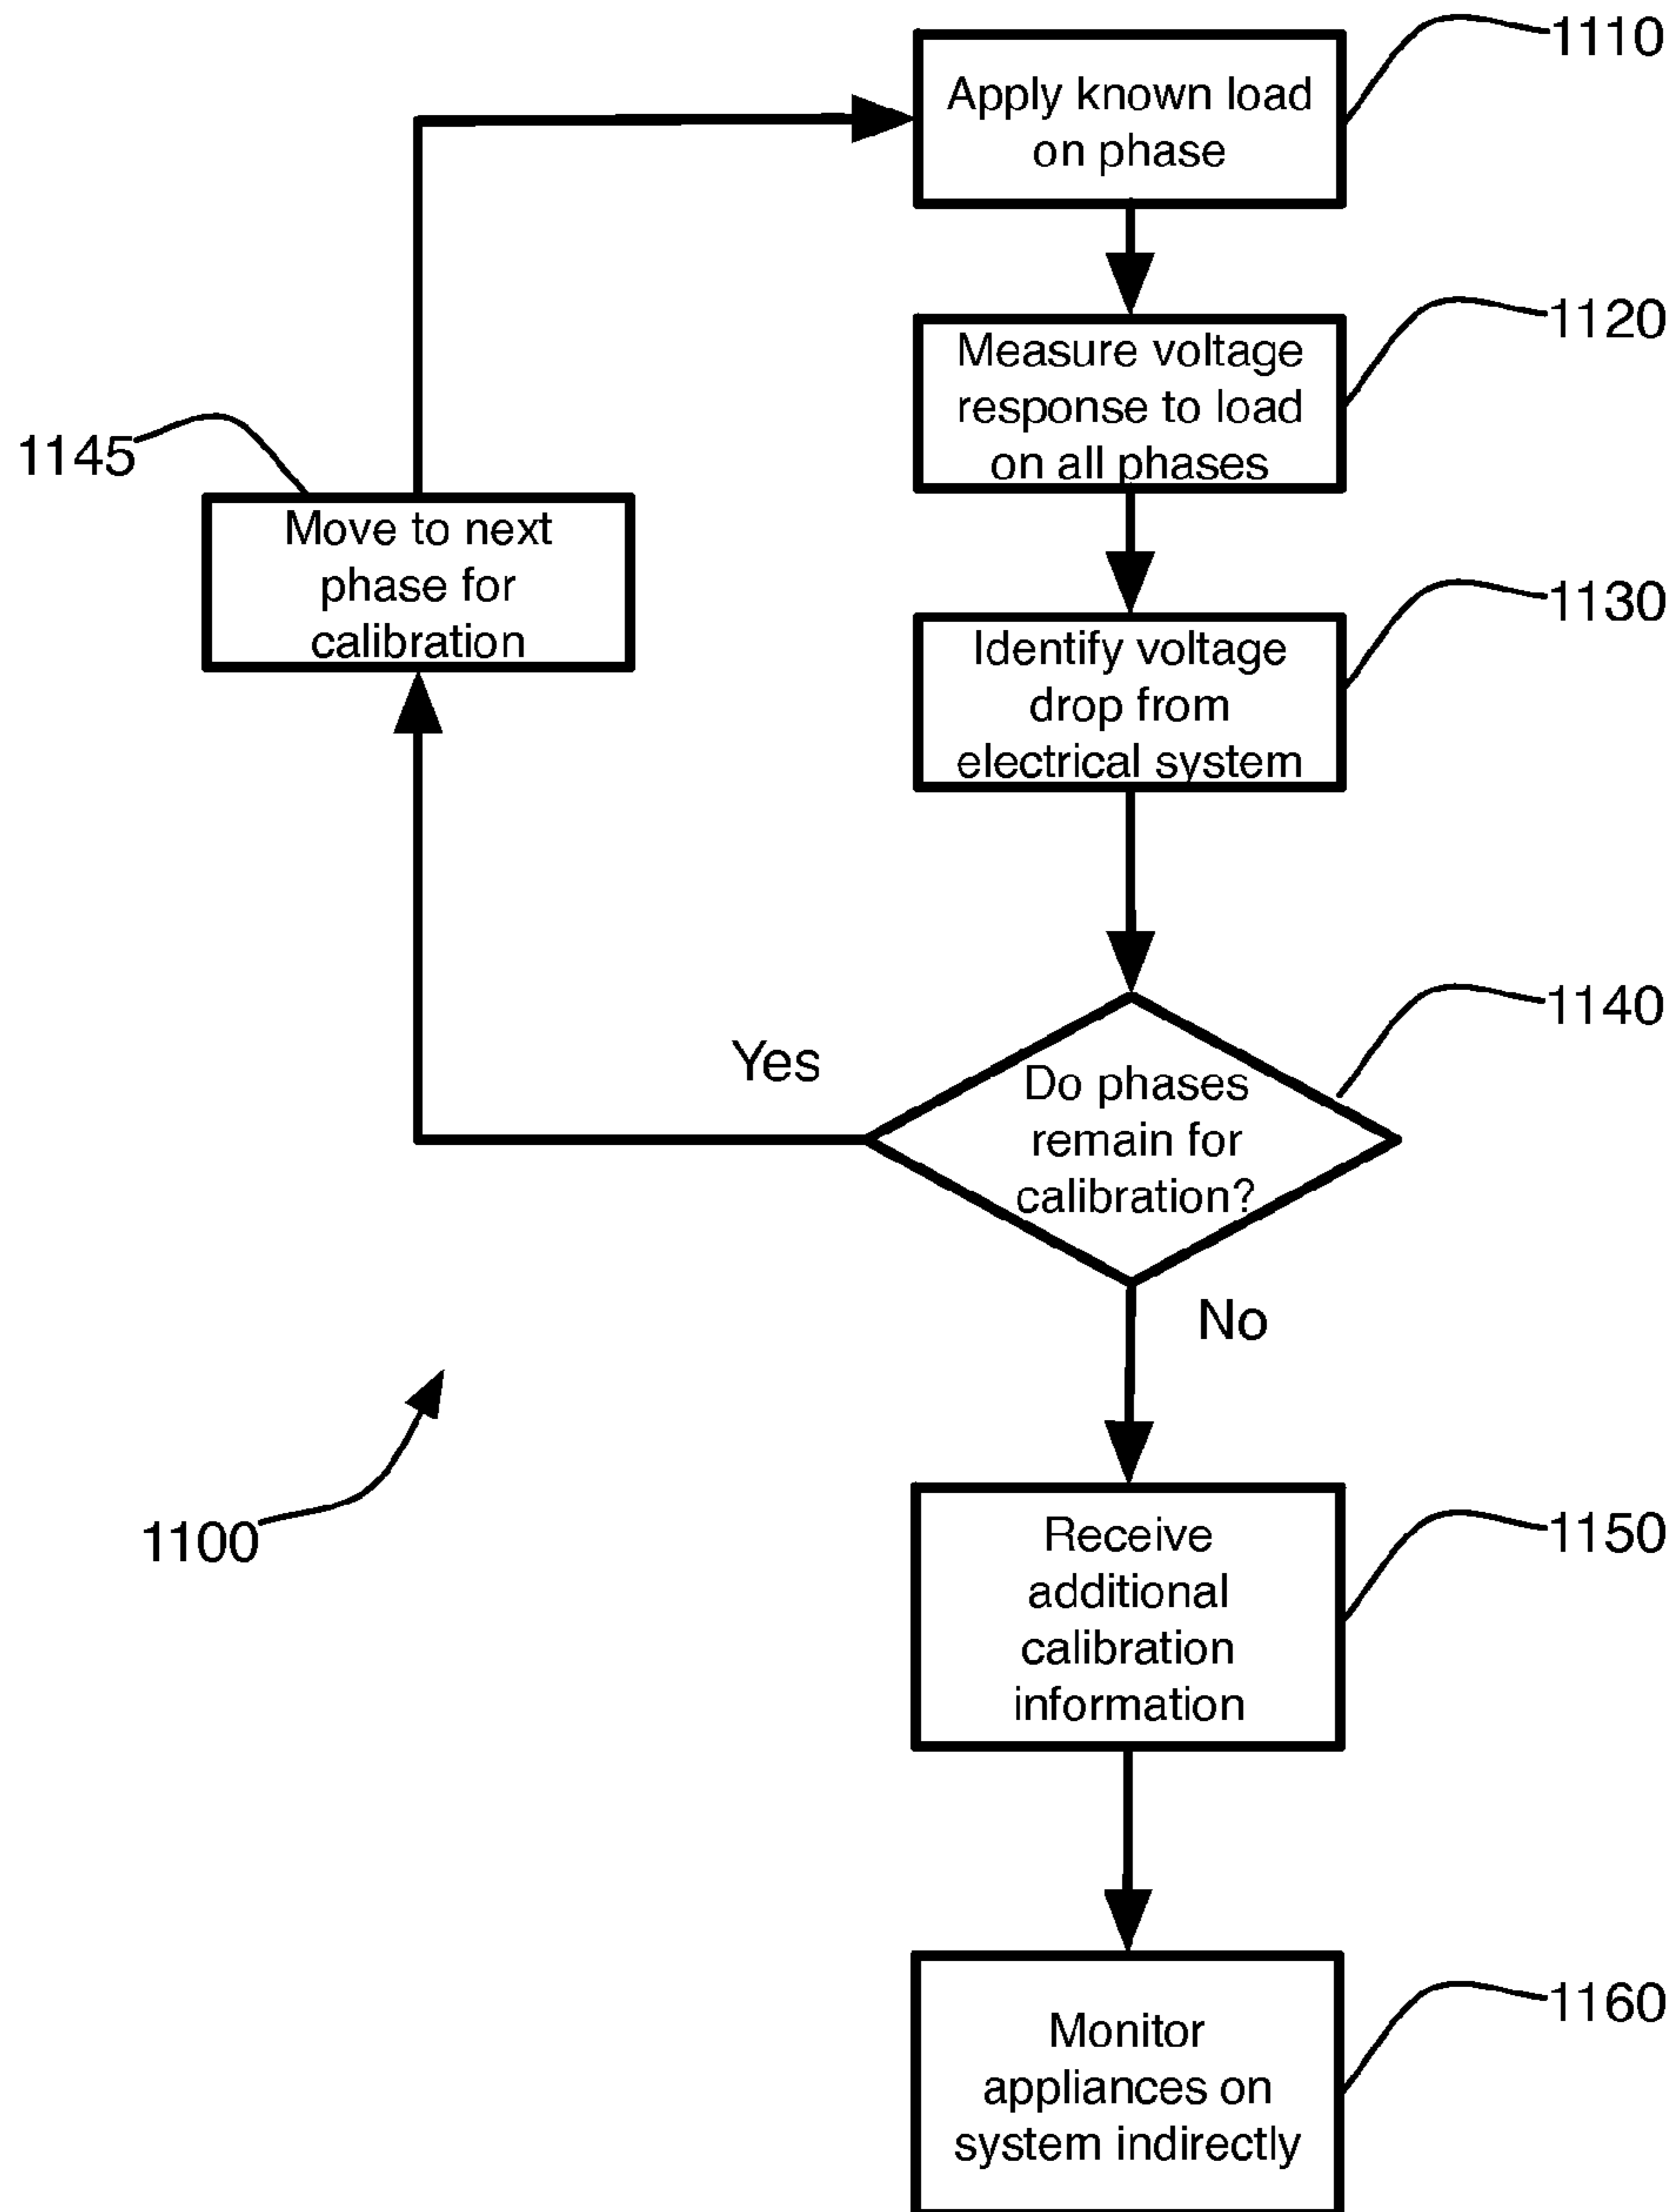 1110
Apply known load
on phase
1120
Measure voltage
response to load
on all phases
1145
Move to next
phase for
calibration
1130
Identify voltage
drop from
electrical system
1140
Yes
Do phases
remain for
calibration?
No
1100
1150
Receive
additional
calibration
information
1160
Monitor
appliances on
system indirectly